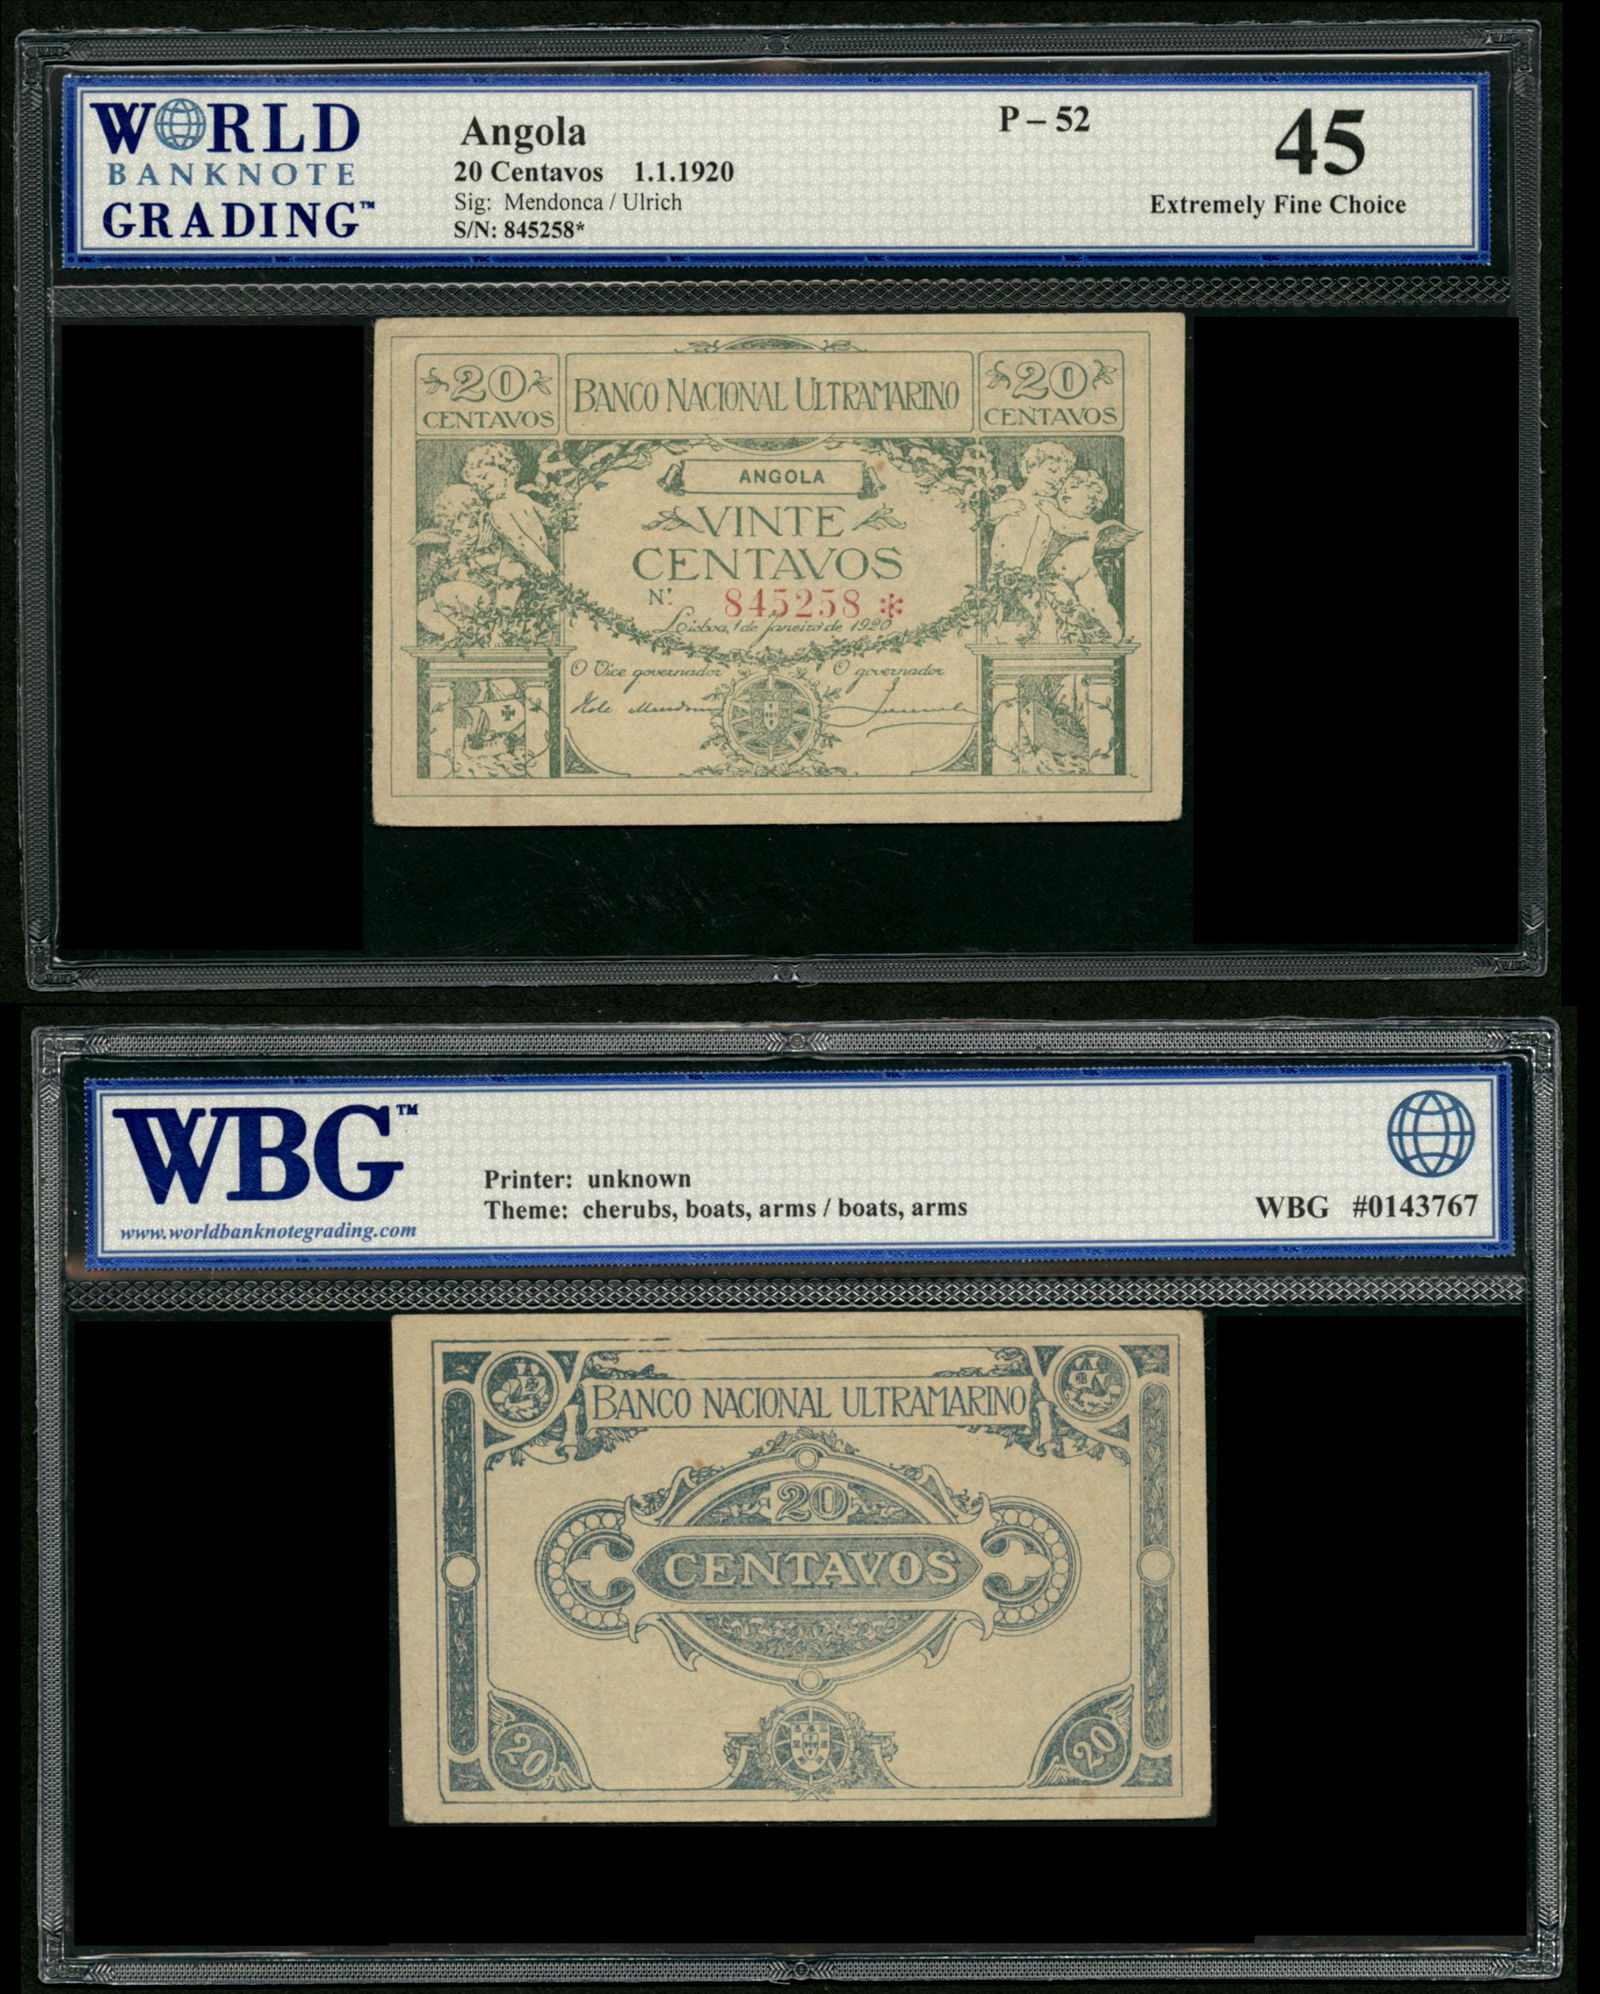 WORLD
BANKNOTE
GRADING™
Angola
20 Centavos 1.1.1920
Sig: Mendonca / Ulrich
S/N: 845258*
P – 52
45
Extremely Fine Choice
20
CENTAVOS
BANCO NACIONAL ULTRAMARINO
20
CENTAVOS
ANGOLA
VINTE
CENTAVOS
Nº 845258 *
Lisboa, 1 de janeiro de 1920
O Vice governador
O governador
WBG™
www.worldbanknotegrading.com
Printer: unknown
Theme: cherubs, boats, arms / boats, arms
WBG #0143767
BANCO NACIONAL ULTRAMARINO
20
CENTAVOS
20
20